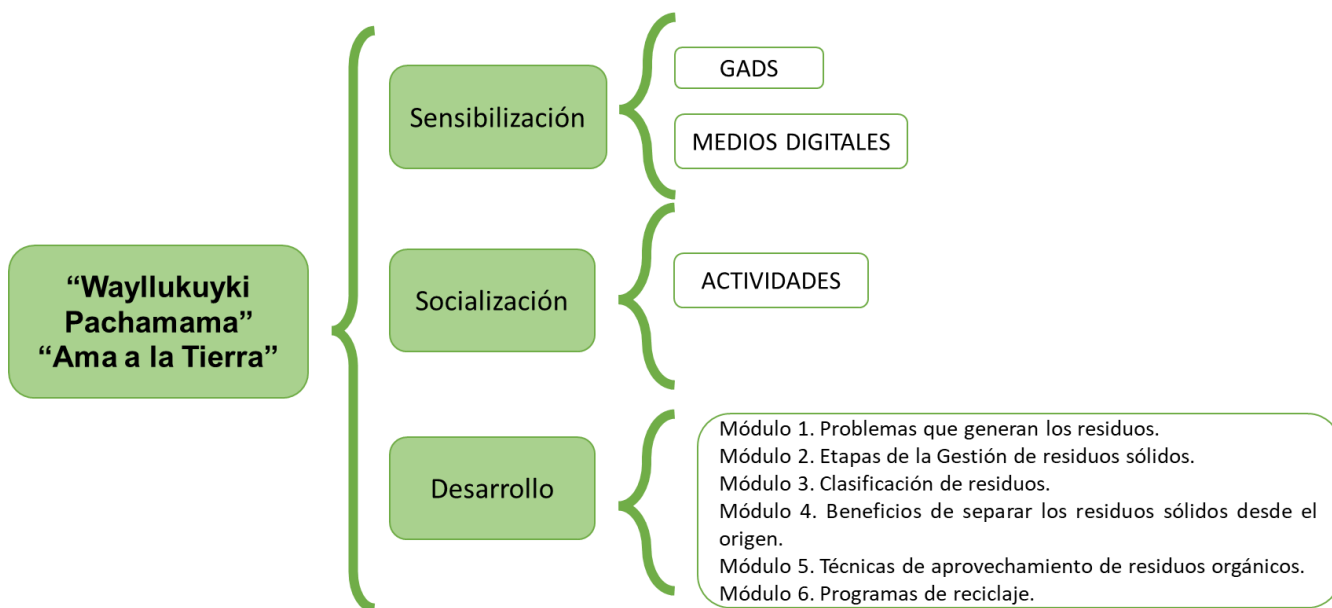 “Wayllukuyki
Pachamama”
“Ama a la Tierra”
Sensibilización
GADS
MEDIOS DIGITALES
Socialización
ACTIVIDADES
Desarrollo
Módulo 1. Problemas que generan los residuos.
Módulo 2. Etapas de la Gestión de residuos sólidos.
Módulo 3. Clasificación de residuos.
Módulo 4. Beneficios de separar los residuos sólidos desde el
origen.
Módulo 5. Técnicas de aprovechamiento de residuos orgánicos.
Módulo 6. Programas de reciclaje.